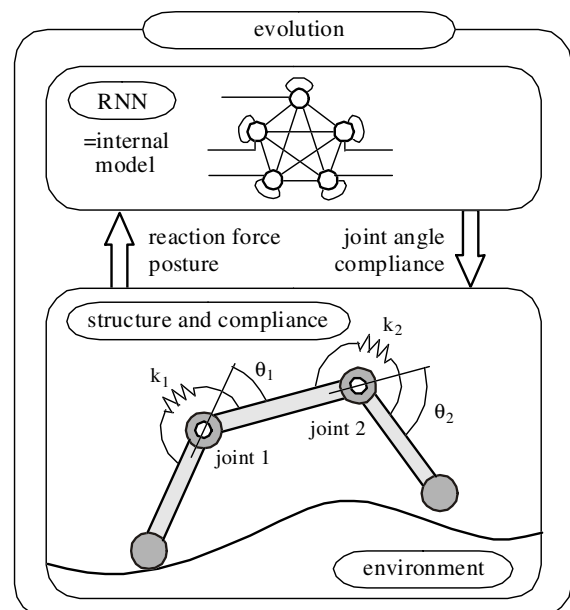 evolution
RNN
=internal
model
reaction force
posture
joint angle
compliance
structure and compliance
k1
θ1
k2
θ2
joint 1
joint 2
environment